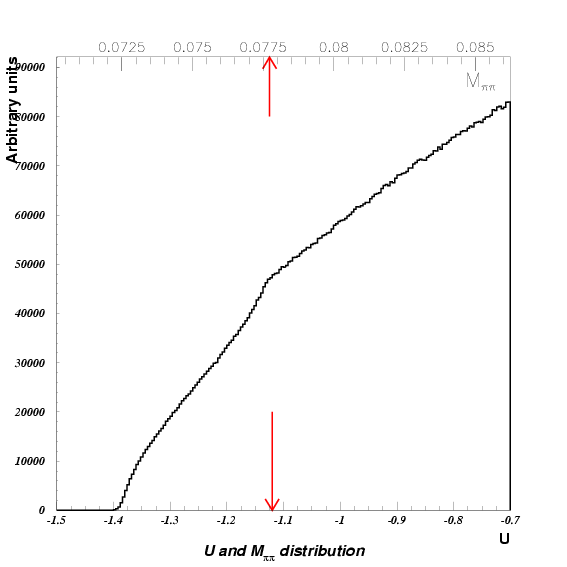 0.0725 0.075 0.0775 0.08 0.0825 0.085
Mππ
Arbitrary units
90000
80000
70000
60000
50000
40000
30000
20000
10000
0
-1.5 -1.4 -1.3 -1.2 -1.1 -1 -0.9 -0.8 -0.7
U
U and Mππ distribution